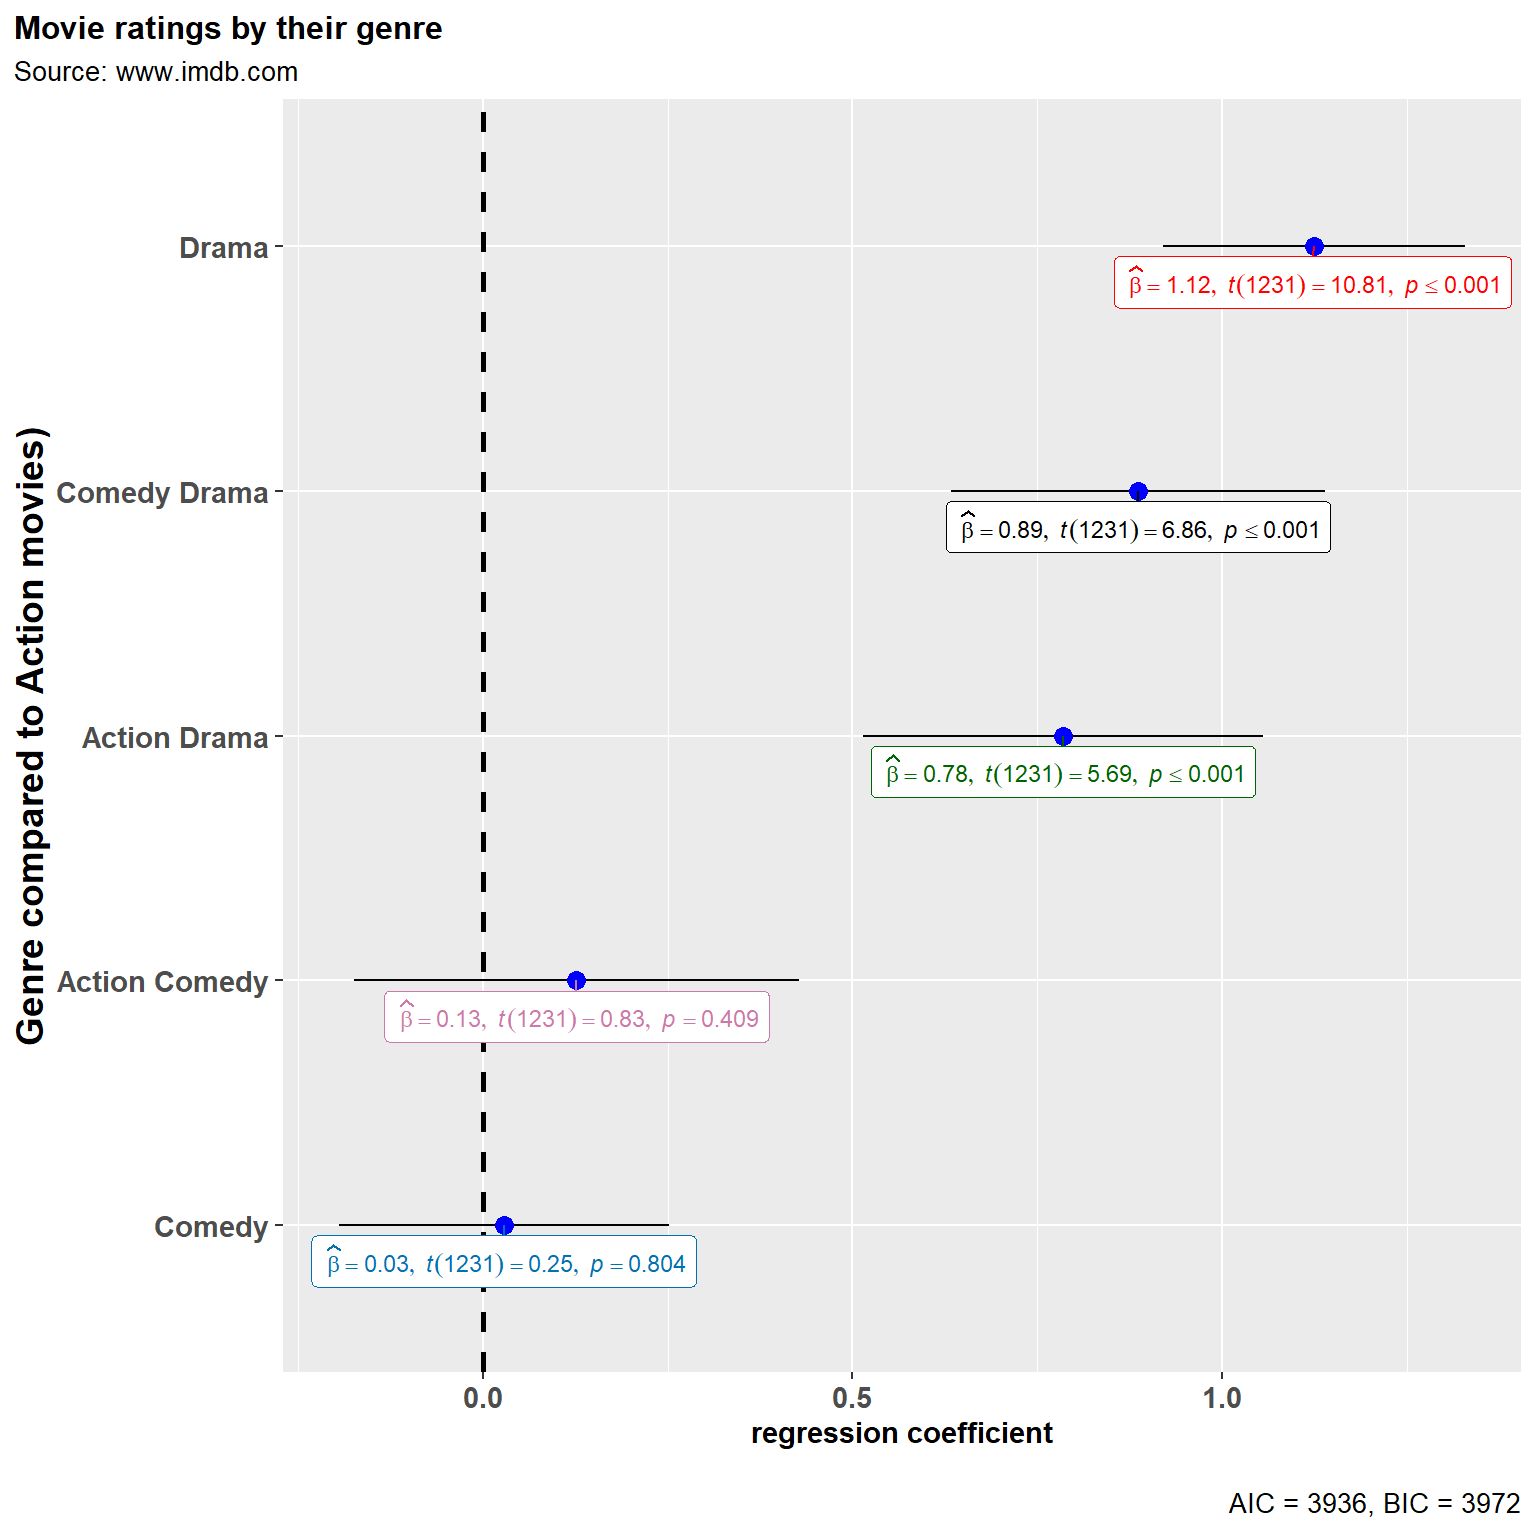 Movie ratings by their genre
Source: www.imdb.com
Genre compared to Action movies)
Drama
β̂ = 1.12, t(1231) = 10.81, p ≤ 0.001
Comedy Drama
β̂ = 0.89, t(1231) = 6.86, p ≤ 0.001
Action Drama
β̂ = 0.78, t(1231) = 5.69, p ≤ 0.001
Action Comedy
β̂ = 0.13, t(1231) = 0.83, p = 0.409
Comedy
β̂ = 0.03, t(1231) = 0.25, p = 0.804
0.0 0.5 1.0
regression coefficient
AIC = 3936, BIC = 3972